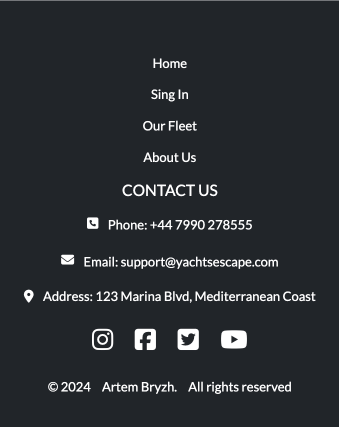 Home
Sing In
Our Fleet
About Us
CONTACT US
Phone: +44 7990 278555
Email: support@yachtsescape.com
Address: 123 Marina Blvd, Mediterranean Coast
© 2024 Artem Bryzh. All rights reserved